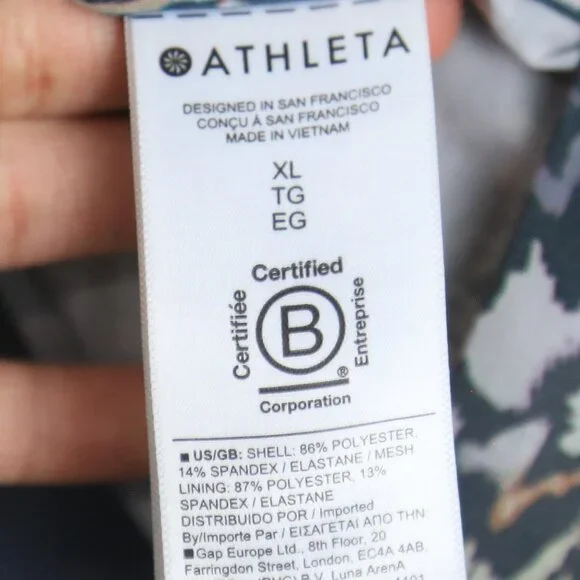 ATHLETA
DESIGNED IN SAN FRANCISCO
CONÇU À SAN FRANCISCO
MADE IN VIETNAM
XL
TG
EG
Certified
Certifiée
B
Entreprise
®
Corporation
■ US/GB: SHELL: 86% POLYESTER,
14% SPANDEX / ELASTANE / MESH
LINING: 87% POLYESTER, 13%
SPANDEX / ELASTANE
DISTRIBUIDO POR / Imported
By/Importe Par / ΕΙΣΑΓΕΤΑΙ ΑΠΟ ΤΗΝ
■ Gap Europe Ltd., 8th Floor, 20
Farringdon Street, London, EC4A 4AB,
B.V. Luna ArenA